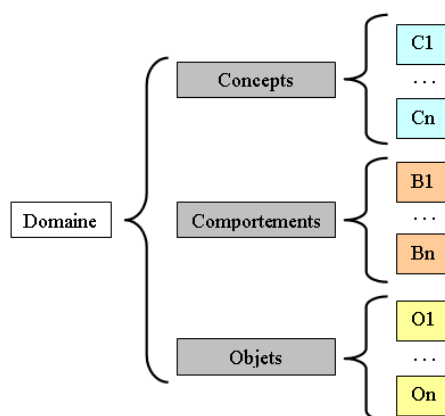 Domaine
Concepts
C1
...
Cn
Comportements
B1
...
Bn
Objets
O1
...
On